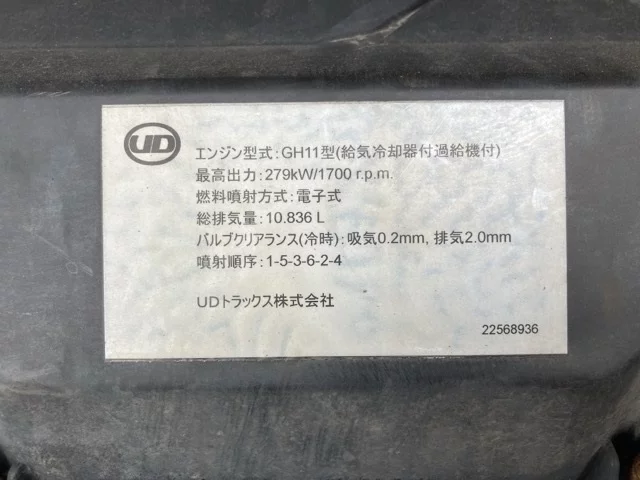 UD
エンジン型式:GH11型(給気冷却器付過給機付)
最高出力:279kW/1700 r.p.m.
燃料噴射方式:電子式
総排気量:10.836 L
バルブクリアランス(冷時):吸気0.2mm, 排気2.0mm
噴射順序:1-5-3-6-2-4
UDトラックス株式会社
22568936